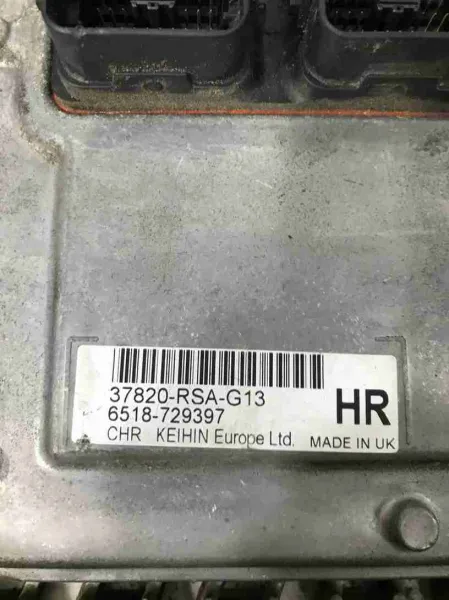 37820-RSA-G13
6518-729397
HR
CHR KEIHIN Europe Ltd. MADE IN UK